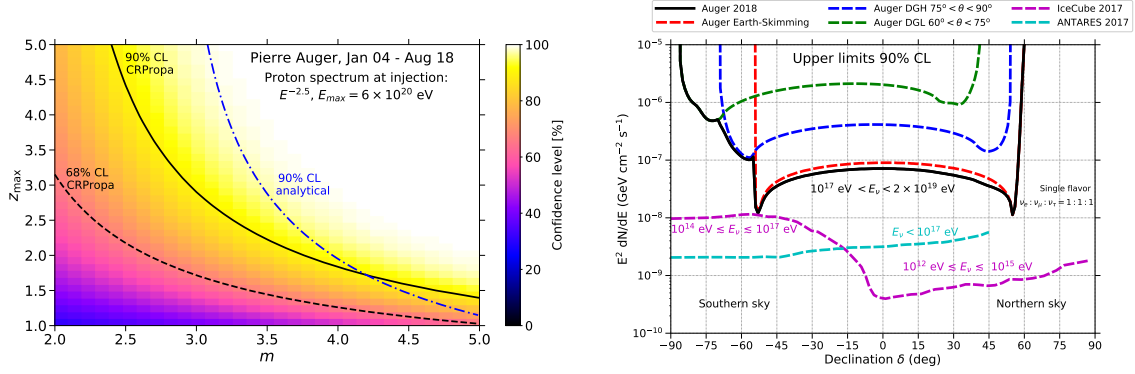 Pierre Auger, Jan 04 - Aug 18
Proton spectrum at injection:
E^{-2.5}, E_{max} = 6 × 10^{20} eV
90% CL
CRPropa
68% CL
CRPropa
90% CL
analytical
5.0
4.5
4.0
3.5
3.0
2.5
2.0
1.5
1.0
z_{max}
2.0
2.5
3.0
3.5
4.0
4.5
5.0
m
100
80
60
40
20
0
Confidence level [%]
Auger 2018
Auger Earth-Skimming
Auger DGH 75° < θ < 90°
Auger DGL 60° < θ < 75°
IceCube 2017
ANTARES 2017
Upper limits 90% CL
10^{17} eV < E_ν < 2 × 10^{19} eV
Single flavor
ν_e : ν_μ : ν_τ = 1 : 1 : 1
10^{14} eV ≲ E_ν ≲ 10^{17} eV
E_ν < 10^{17} eV
10^{12} eV ≲ E_ν ≲ 10^{15} eV
Southern sky
Northern sky
10^{-5}
10^{-6}
10^{-7}
10^{-8}
10^{-9}
10^{-10}
E² dN/dE (GeV cm⁻² s⁻¹)
−90
−75
−60
−45
−30
−15
0
15
30
45
60
75
90
Declination δ (deg)